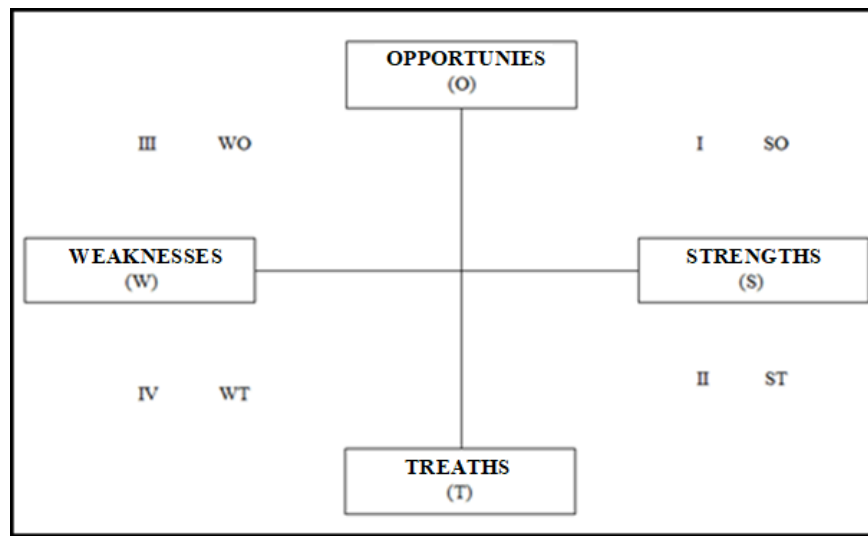 OPPORTUNIES
(O)
III WO
I SO
WEAKNESSES
(W)
STRENGTHS
(S)
IV WT
II ST
TREATHS
(T)